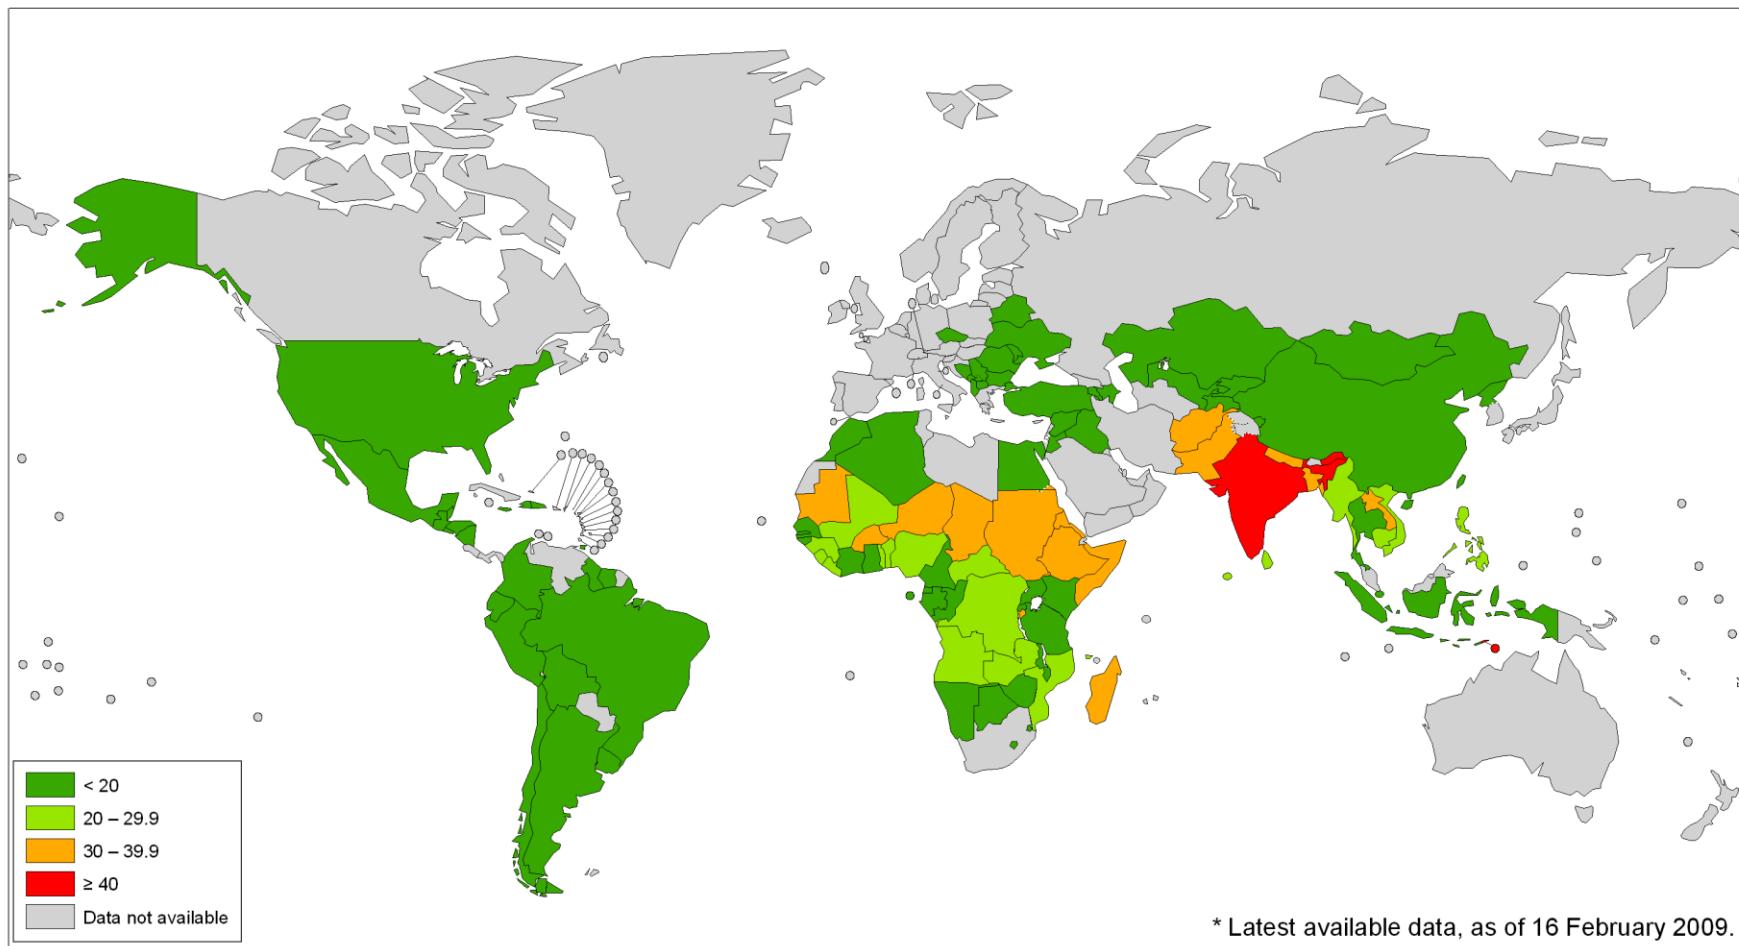 < 20
20 – 29.9
30 – 39.9
≥ 40
Data not available
* Latest available data, as of 16 February 2009.